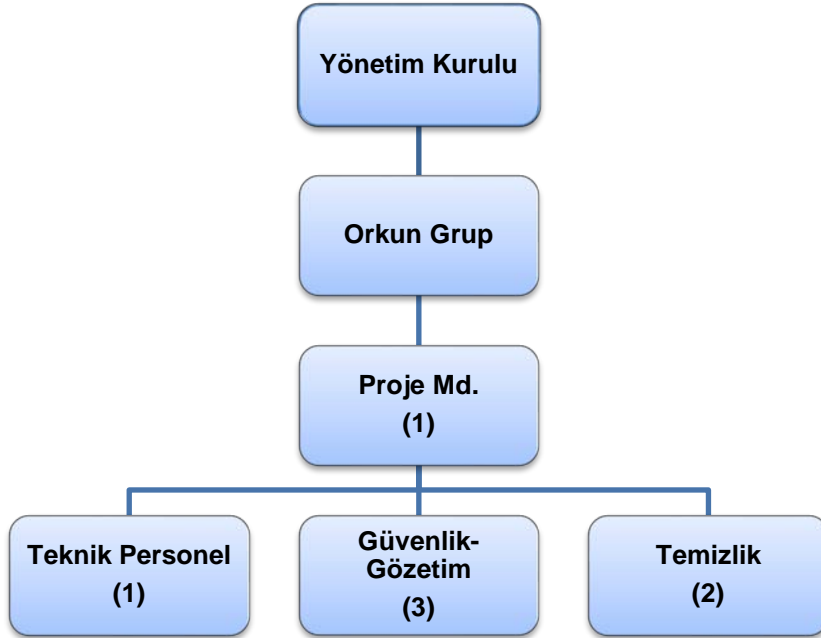 Yönetim Kurulu
Orkun Grup
Proje Md.
(1)
Teknik Personel
(1)
Güvenlik-
Gözetim
(3)
Temizlik
(2)